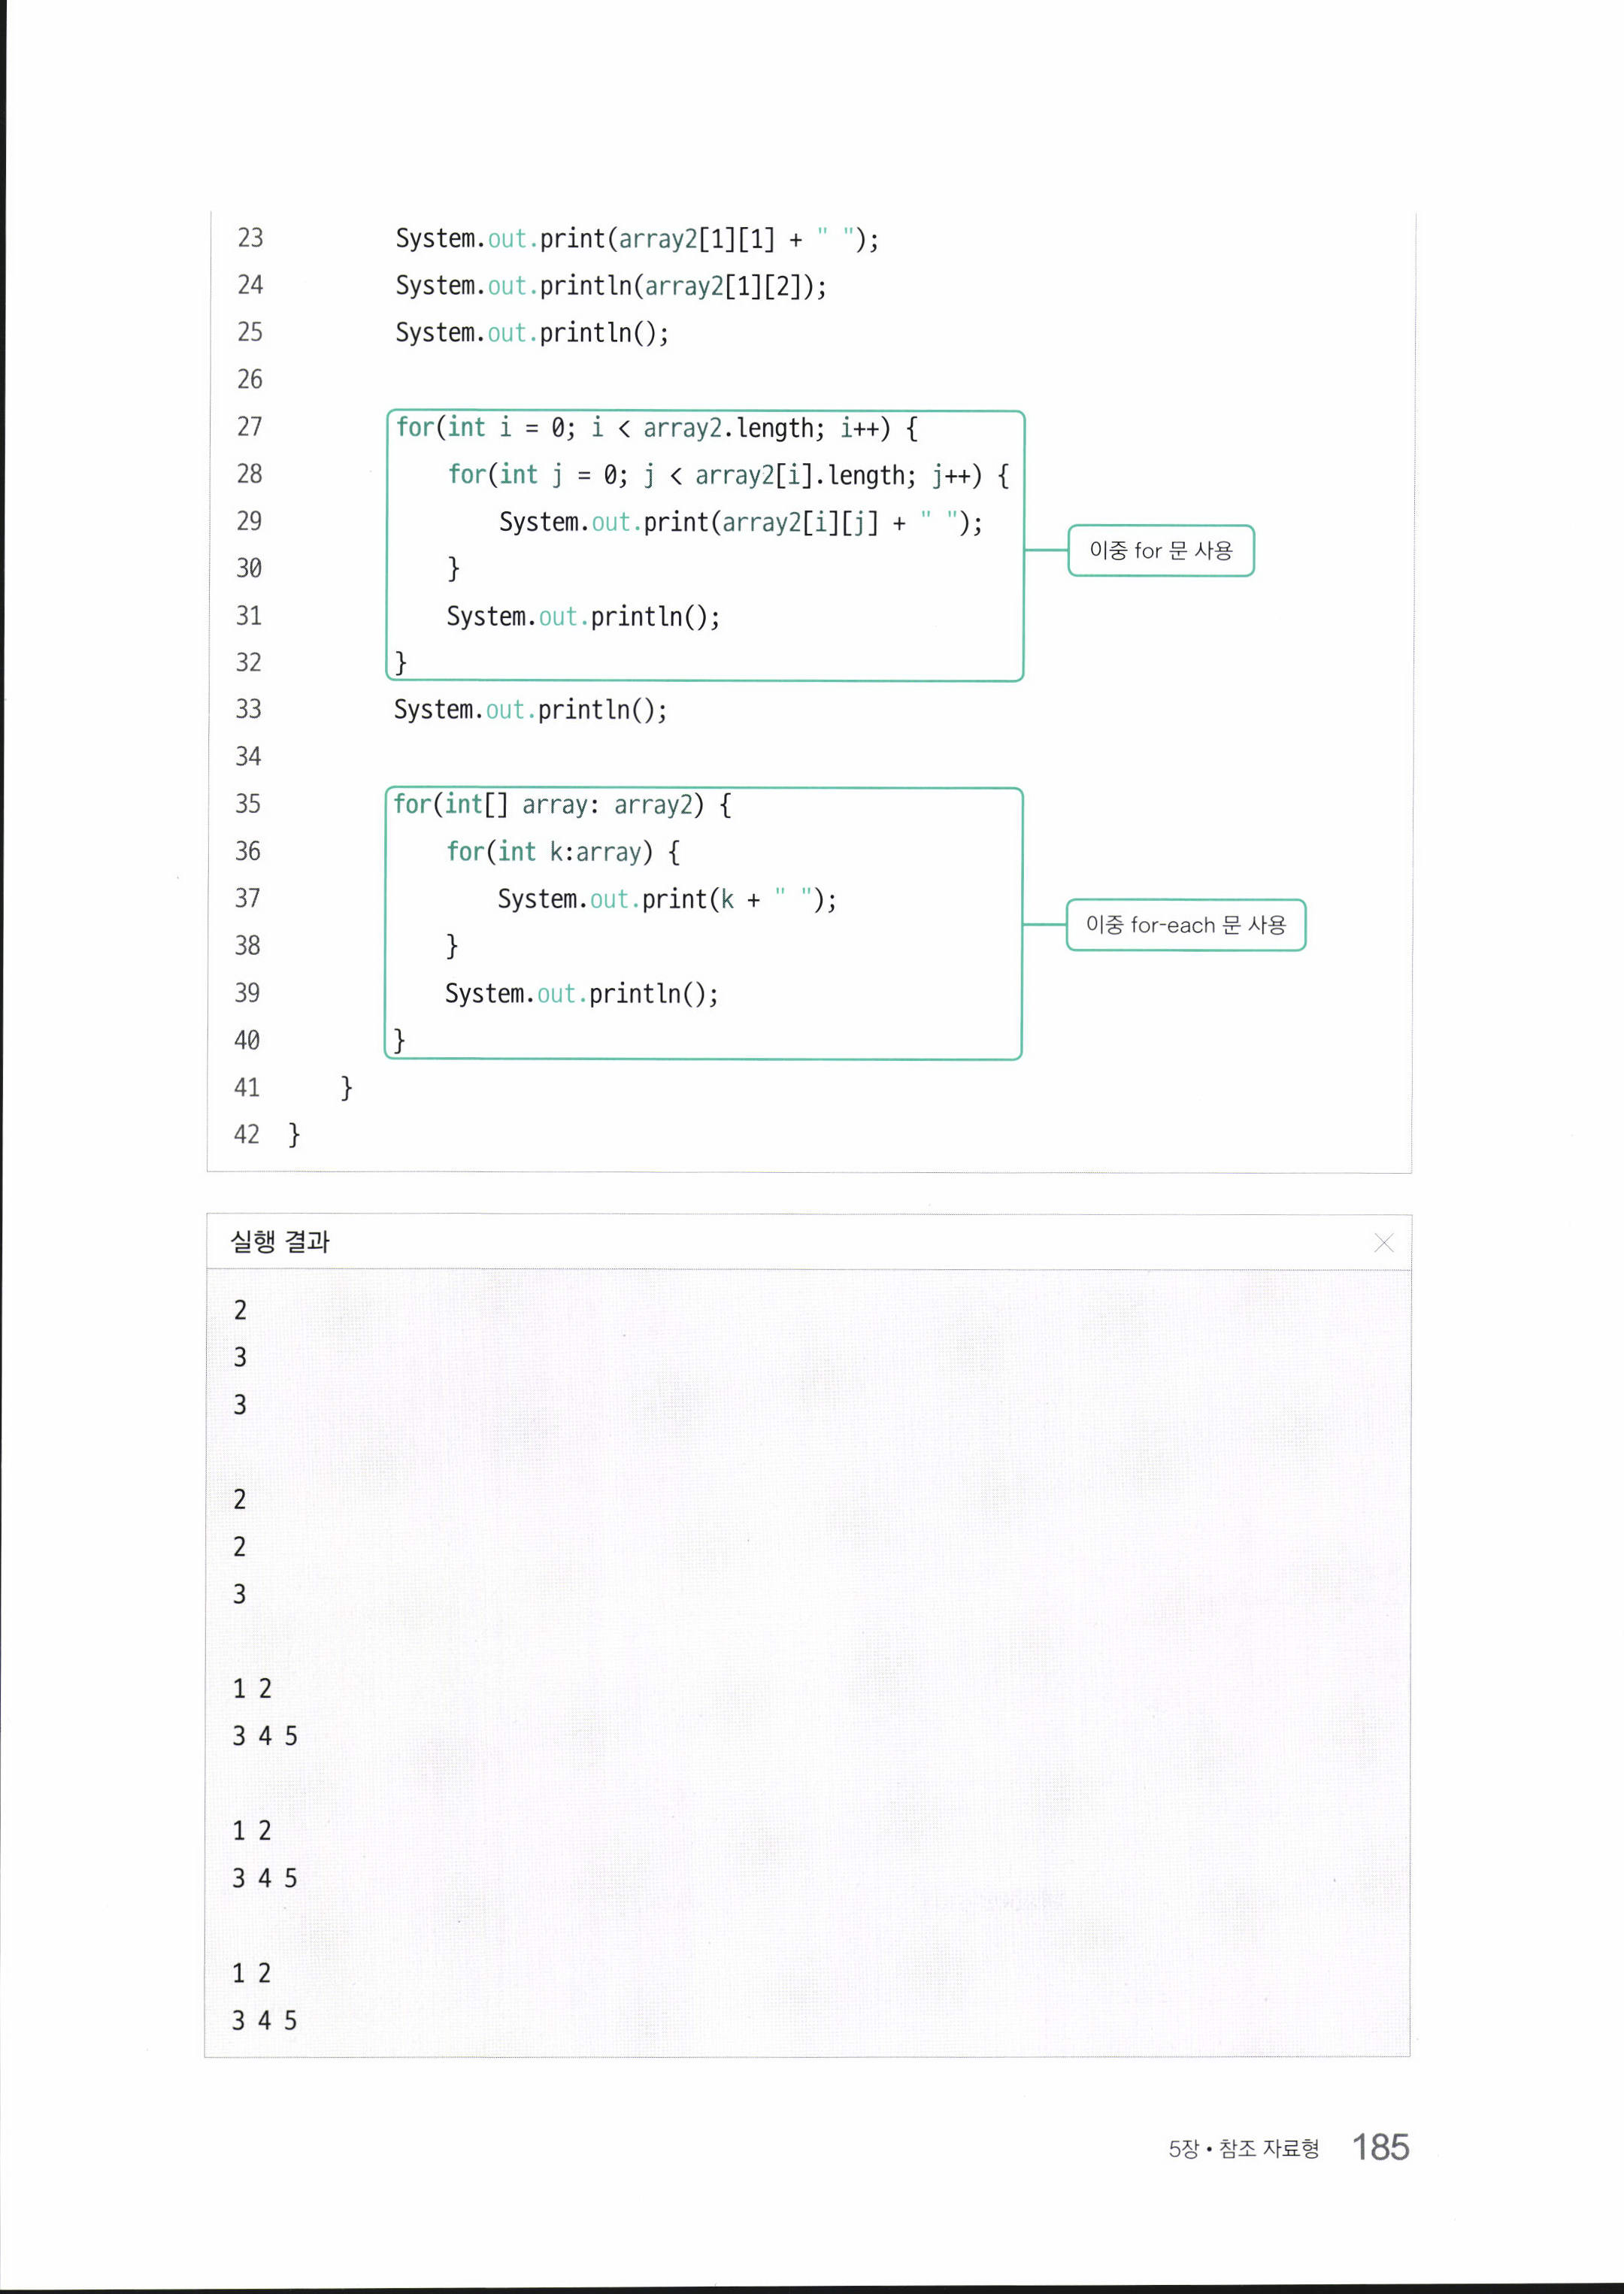 23 System.out.print(array2[1][1] + " ");
24 System.out.println(array2[1][2]);
25 System.out.println();
26
27 for(int i = 0; i < array2.length; i++) {
28 for(int j = 0; j < array2[i].length; j++) {
29 System.out.print(array2[i][j] + " ");
이중 for 문 사용
30 }
31 System.out.println();
32 }
33 System.out.println();
34
35 for(int[] array: array2) {
36 for(int k:array) {
37 System.out.print(k + " ");
이중 for-each 문 사용
38 }
39 System.out.println();
40 }
41 }
42 }
실행 결과
2
3
3
2
2
3
1 2
3 4 5
1 2
3 4 5
1 2
3 4 5
5장 • 참조 자료형 185